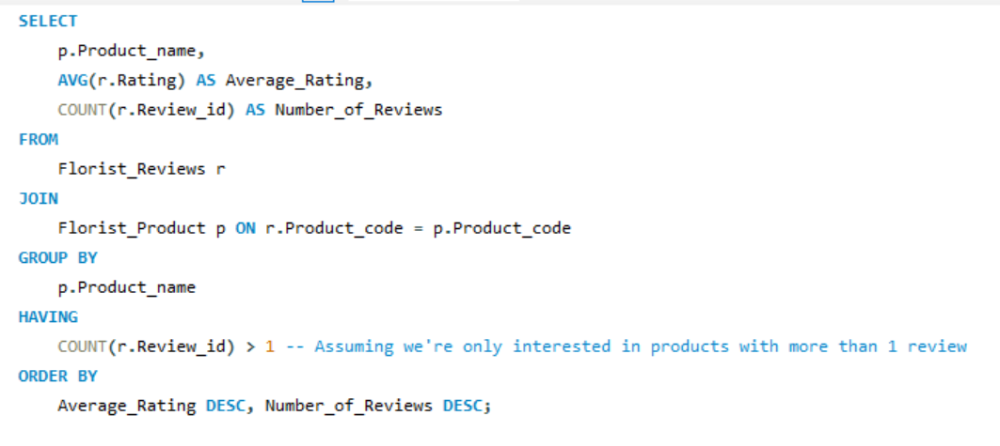 SELECT
p.Product_name,
AVG(r.Rating) AS Average_Rating,
COUNT(r.Review_id) AS Number_of_Reviews
FROM
Florist_Reviews r
JOIN
Florist_Product p ON r.Product_code = p.Product_code
GROUP BY
p.Product_name
HAVING
COUNT(r.Review_id) > 1 -- Assuming we're only interested in products with more than 1 review
ORDER BY
Average_Rating DESC, Number_of_Reviews DESC;